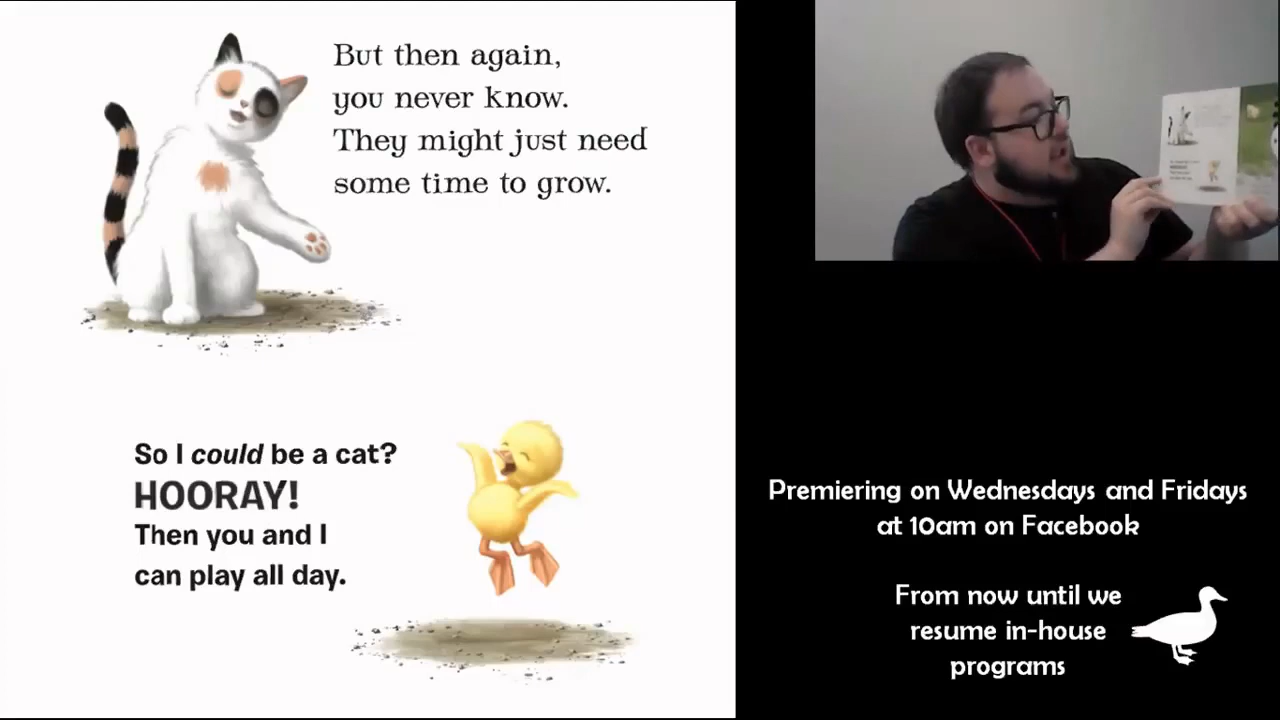 But then again,
you never know.
They might just need
some time to grow.
So I could be a cat?
HOORAY!
Then you and I
can play all day.
Premiering on Wednesdays and Fridays
at 10am on Facebook
From now until we
resume in-house
programs